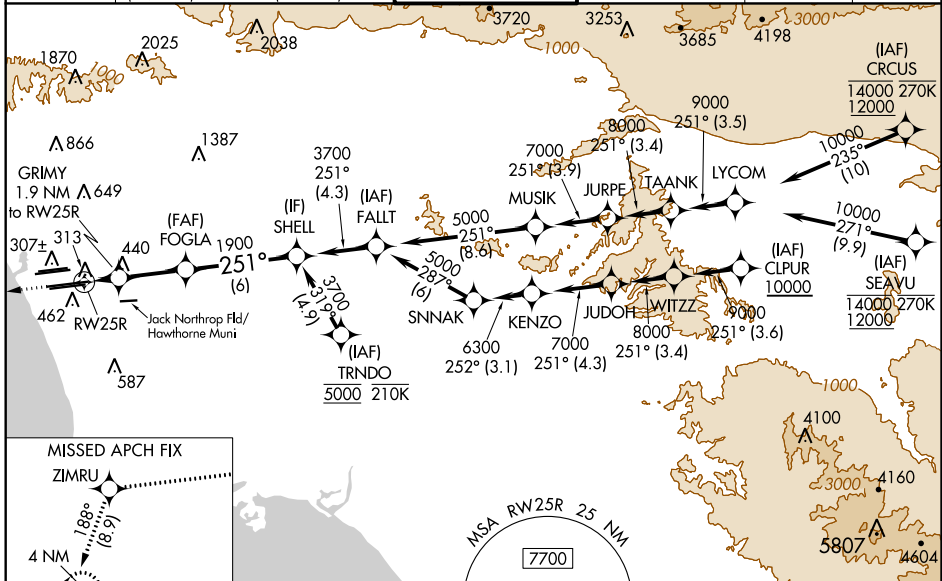 3720
3253
3685
4198
3000
2038
2025
1870
1000
(IAF)
CRCUS
14000 270K
12000
9000
251° (3.5)
8000
251° (3.4)
7000
251° (3.9)
10000
235°
(10)
866
1387
GRIMY
1.9 NM
to RW25R
649
3700
251°
(4.3)
(IAF)
FALLT
(IF)
SHELL
(FAF)
FOGLA
MUSIK
JURPE
TAANK
LYCOM
10000
271°
(9.9)
307±
313
440
1900
251°
(6)
5000
251°
(8.6)
5000
287°
(6)
(IAF)
CLPUR
10000
(IAF)
SEAVU
14000 270K
12000
462
RW25R
Jack Northrop Fld/
Hawthorne Muni
3700
319°
(4.9)
SNNAK
KENZO
JUDOH
WITZZ
9000
251° (3.6)
8000
251° (3.4)
7000
251° (4.3)
6300
252° (3.1)
587
(IAF)
TRNDO
5000 210K
1000
4100
3000
4160
5807
4604
MISSED APCH FIX
ZIMRU
188°
(8.9)
4 NM
MSA RW25R 25 NM
7700